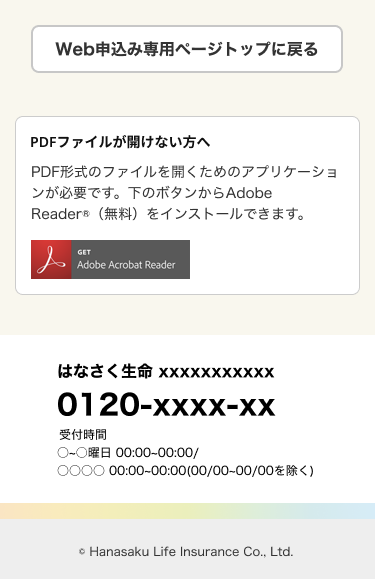 Web申込み専用ページトップに戻る
PDFファイルが開けない方へ
PDF形式のファイルを開くためのアプリケーショ
ンが必要です。下のボタンからAdobe
Reader®（無料）をインストールできます。
GET
Adobe Acrobat Reader
はなさく生命 xxxxxxxxxxx
0120-xxxx-xx
受付時間
○~○曜日 00:00~00:00/
○○○○ 00:00~00:00(00/00~00/00を除く)
© Hanasaku Life Insurance Co., Ltd.